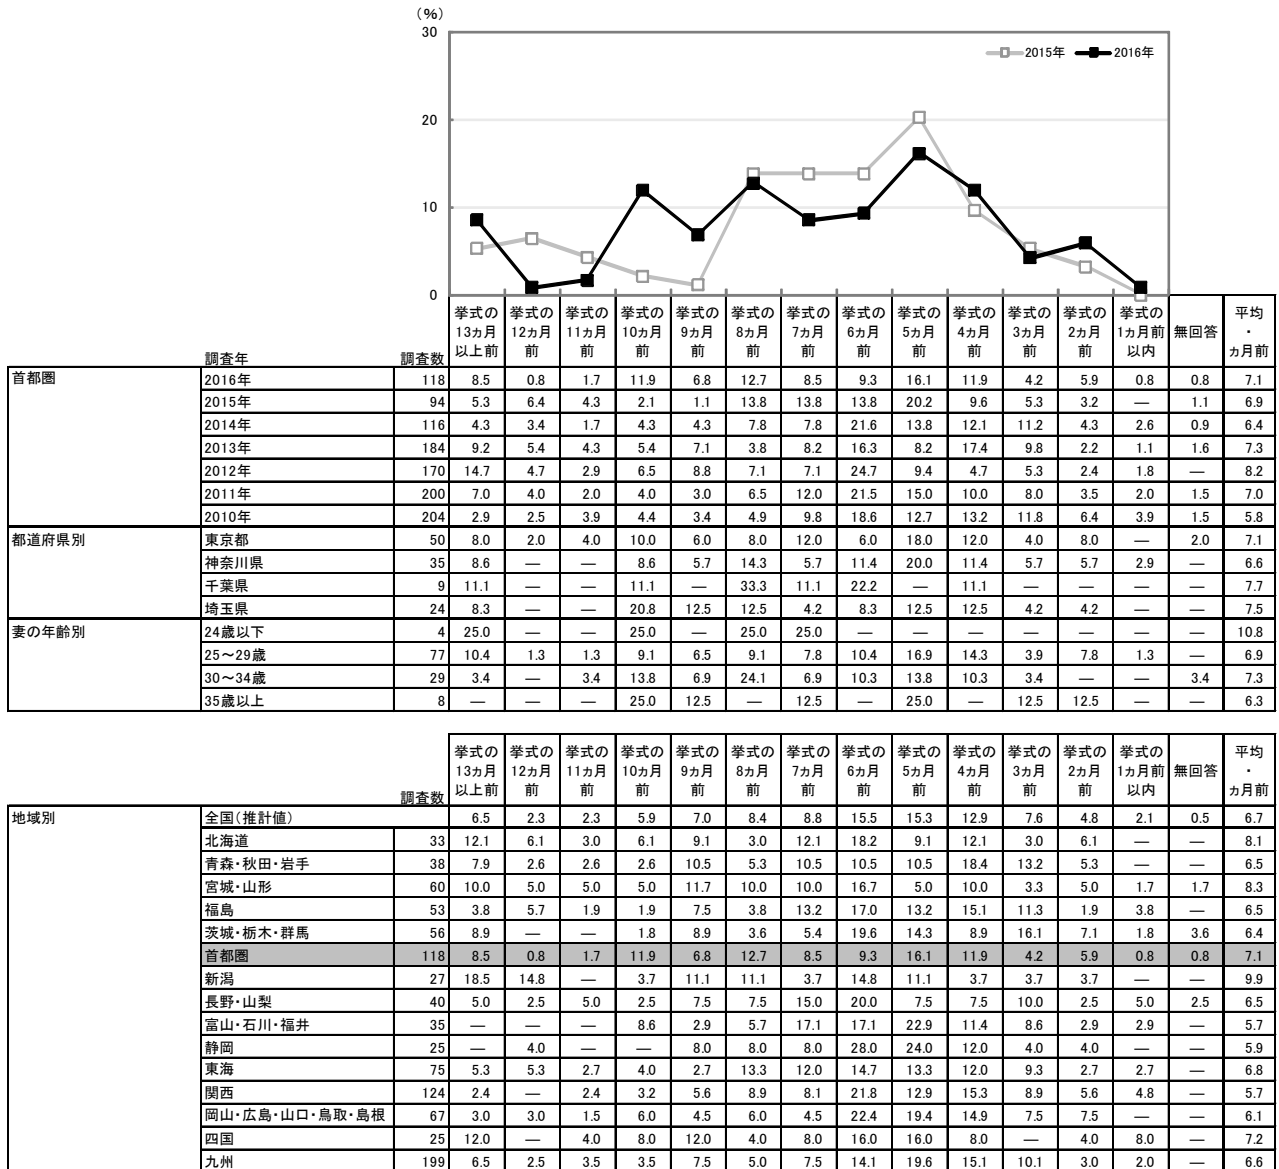 （%）
30
20
10
0
2015年 2016年
調査年 調査数 挙式の13ヵ月以上前 挙式の12ヵ月前 挙式の11ヵ月前 挙式の10ヵ月前 挙式の9ヵ月前 挙式の8ヵ月前 挙式の7ヵ月前 挙式の6ヵ月前 挙式の5ヵ月前 挙式の4ヵ月前 挙式の3ヵ月前 挙式の2ヵ月前 挙式の1ヵ月前以内 無回答 平均・ヵ月前
首都圏 2016年 118 8.5 0.8 1.7 11.9 6.8 12.7 8.5 9.3 16.1 11.9 4.2 5.9 0.8 0.8 7.1
2015年 94 5.3 6.4 4.3 2.1 1.1 13.8 13.8 13.8 20.2 9.6 5.3 3.2 — 1.1 6.9
2014年 116 4.3 3.4 1.7 4.3 4.3 7.8 7.8 21.6 13.8 12.1 11.2 4.3 2.6 0.9 6.4
2013年 184 9.2 5.4 4.3 5.4 7.1 3.8 8.2 16.3 8.2 17.4 9.8 2.2 1.1 1.6 7.3
2012年 170 14.7 4.7 2.9 6.5 8.8 7.1 7.1 24.7 9.4 4.7 5.3 2.4 1.8 — 8.2
2011年 200 7.0 4.0 2.0 4.0 3.0 6.5 12.0 21.5 15.0 10.0 8.0 3.5 2.0 1.5 7.0
2010年 204 2.9 2.5 3.9 4.4 3.4 4.9 9.8 18.6 12.7 13.2 11.8 6.4 3.9 1.5 5.8
都道府県別 東京都 50 8.0 2.0 4.0 10.0 6.0 8.0 12.0 6.0 18.0 12.0 4.0 8.0 — 2.0 7.1
神奈川県 35 8.6 — — 8.6 5.7 14.3 5.7 11.4 20.0 11.4 5.7 5.7 2.9 — 6.6
千葉県 9 11.1 — — 11.1 — 33.3 11.1 22.2 — 11.1 — — — — 7.7
埼玉県 24 8.3 — — 20.8 12.5 12.5 4.2 8.3 12.5 12.5 4.2 4.2 — — 7.5
妻の年齢別 24歳以下 4 25.0 — — 25.0 — 25.0 25.0 — — — — — — — 10.8
25～29歳 77 10.4 1.3 1.3 9.1 6.5 9.1 7.8 10.4 16.9 14.3 3.9 7.8 1.3 — 6.9
30～34歳 29 3.4 — 3.4 13.8 6.9 24.1 6.9 10.3 13.8 10.3 3.4 — — 3.4 7.3
35歳以上 8 — — — 25.0 12.5 — 12.5 — 25.0 — 12.5 12.5 — — 6.3
調査数 挙式の13ヵ月以上前 挙式の12ヵ月前 挙式の11ヵ月前 挙式の10ヵ月前 挙式の9ヵ月前 挙式の8ヵ月前 挙式の7ヵ月前 挙式の6ヵ月前 挙式の5ヵ月前 挙式の4ヵ月前 挙式の3ヵ月前 挙式の2ヵ月前 挙式の1ヵ月前以内 無回答 平均・ヵ月前
地域別 全国（推計値） 6.5 2.3 2.3 5.9 7.0 8.4 8.8 15.5 15.3 12.9 7.6 4.8 2.1 0.5 6.7
北海道 33 12.1 6.1 3.0 6.1 9.1 3.0 12.1 18.2 9.1 12.1 3.0 6.1 — — 8.1
青森・秋田・岩手 38 7.9 2.6 2.6 2.6 10.5 5.3 10.5 10.5 10.5 18.4 13.2 5.3 — — 6.5
宮城・山形 60 10.0 5.0 5.0 5.0 11.7 10.0 10.0 16.7 5.0 10.0 3.3 5.0 1.7 1.7 8.3
福島 53 3.8 5.7 1.9 1.9 7.5 3.8 13.2 17.0 13.2 15.1 11.3 1.9 3.8 — 6.5
茨城・栃木・群馬 56 8.9 — — 1.8 8.9 3.6 5.4 19.6 14.3 8.9 16.1 7.1 1.8 3.6 6.4
首都圏 118 8.5 0.8 1.7 11.9 6.8 12.7 8.5 9.3 16.1 11.9 4.2 5.9 0.8 0.8 7.1
新潟 27 18.5 14.8 — 3.7 11.1 11.1 3.7 14.8 11.1 3.7 3.7 3.7 — — 9.9
長野・山梨 40 5.0 2.5 5.0 2.5 7.5 7.5 15.0 20.0 7.5 7.5 10.0 2.5 5.0 2.5 6.5
富山・石川・福井 35 — — — 8.6 2.9 5.7 17.1 17.1 22.9 11.4 8.6 2.9 2.9 — 5.7
静岡 25 — 4.0 — — 8.0 8.0 8.0 28.0 24.0 12.0 4.0 4.0 — — 5.9
東海 75 5.3 5.3 2.7 4.0 2.7 13.3 12.0 14.7 13.3 12.0 9.3 2.7 2.7 — 6.8
関西 124 2.4 — 2.4 3.2 5.6 8.9 8.1 21.8 12.9 15.3 8.9 5.6 4.8 — 5.7
岡山・広島・山口・鳥取・島根 67 3.0 3.0 1.5 6.0 4.5 6.0 4.5 22.4 19.4 14.9 7.5 7.5 — — 6.1
四国 25 12.0 — 4.0 8.0 12.0 4.0 8.0 16.0 16.0 8.0 — 4.0 8.0 — 7.2
九州 199 6.5 2.5 3.5 3.5 7.5 5.0 7.5 14.1 19.6 15.1 10.1 3.0 2.0 — 6.6